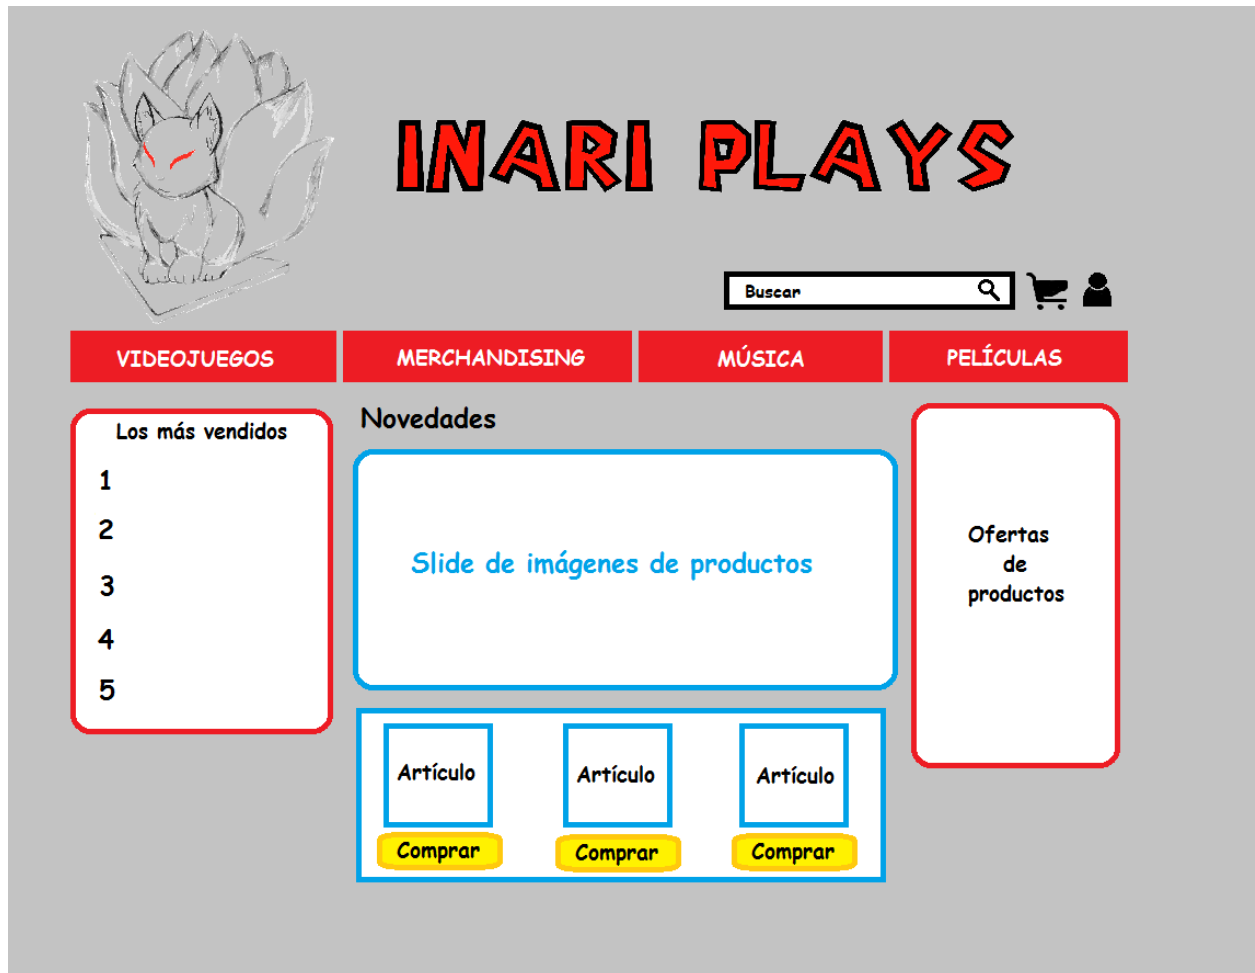 INARI PLAYS
Buscar
VIDEOJUEGOS
MERCHANDISING
MÚSICA
PELÍCULAS
Los más vendidos
1
2
3
4
5
Novedades
Slide de imágenes de productos
Artículo
Artículo
Artículo
Comprar
Comprar
Comprar
Ofertas
de
productos